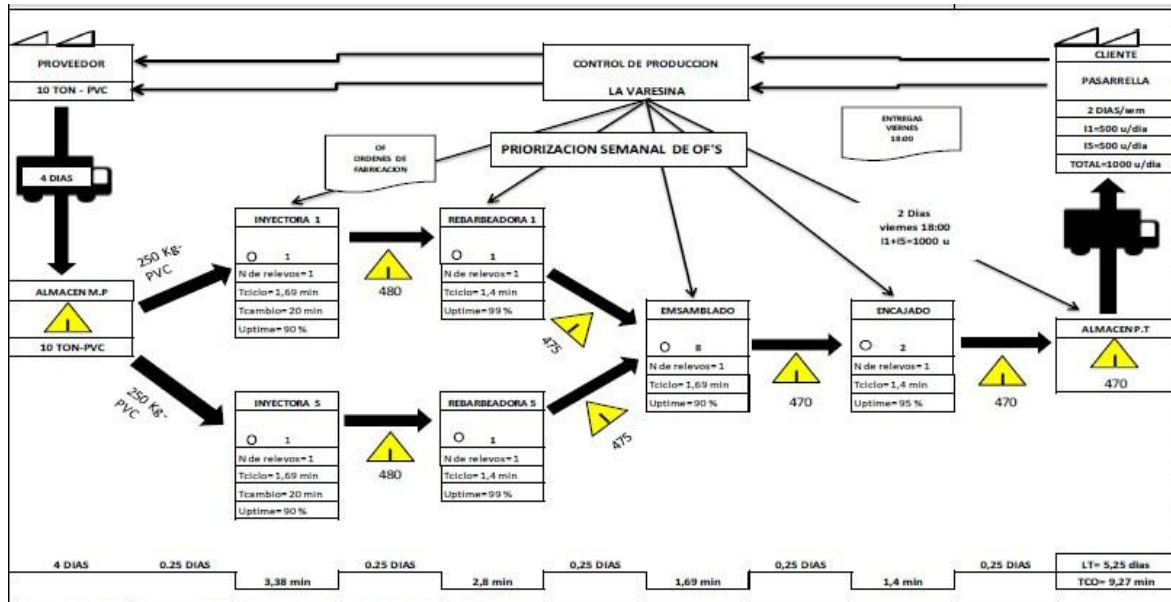 PROVEEDOR
10 TON - PVC
CONTROL DE PRODUCCION
LA VARESINA
CLIENTE
PASARRELLA
2 DIAS/sem
I1=500 u/dia
I5=500 u/dia
TOTAL=1000 u/dia
ENTREGAS
VIERNES
18:00
OF
ORDENES DE
FABRICACION
PRIORIZACION SEMANAL DE OF'S
4 DIAS
2 Dias
viernes 18:00
I1+I5=1000 u
250 Kg-
PVC
INYECTORA 1
1
N de relevos=1
Tciclo=1,69 min
Tcambio= 20 min
Uptime= 90 %
480
REBARBEADORA 1
1
N de relevos=1
Tciclo=1,4 min
Uptime=99 %
475
ALMACEN M.P
10 TON-PVC
250 Kg-
PVC
INYECTORA 5
1
N de relevos=1
Tciclo=1,69 min
Tcambio= 20 min
Uptime= 90 %
480
REBARBEADORA 5
1
N de relevos=1
Tciclo=1,4 min
Uptime=99 %
475
EMSAMBLADO
8
N de relevos=1
Tciclo=1,69 min
Uptime= 90 %
470
ENCAJADO
2
N de relevos=1
Tciclo=1,4 min
Uptime= 95 %
470
ALMACEN P.T
470
4 DIAS
0.25 DIAS
0.25 DIAS
0,25 DIAS
0,25 DIAS
0,25 DIAS
LT= 5,25 dias
3,38 min
2,8 min
1,69 min
1,4 min
TCO= 9,27 min